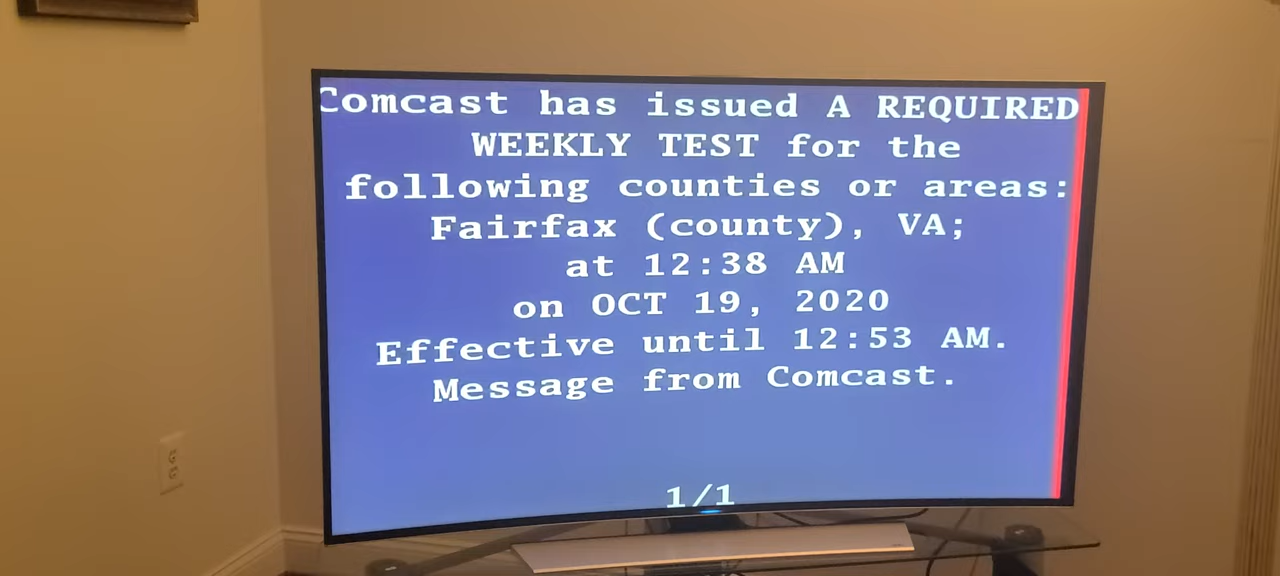 Comcast has issued A REQUIRED
WEEKLY TEST for the
following counties or areas:
Fairfax (county), VA;
at 12:38 AM
on OCT 19, 2020
Effective until 12:53 AM.
Message from Comcast.
1/1